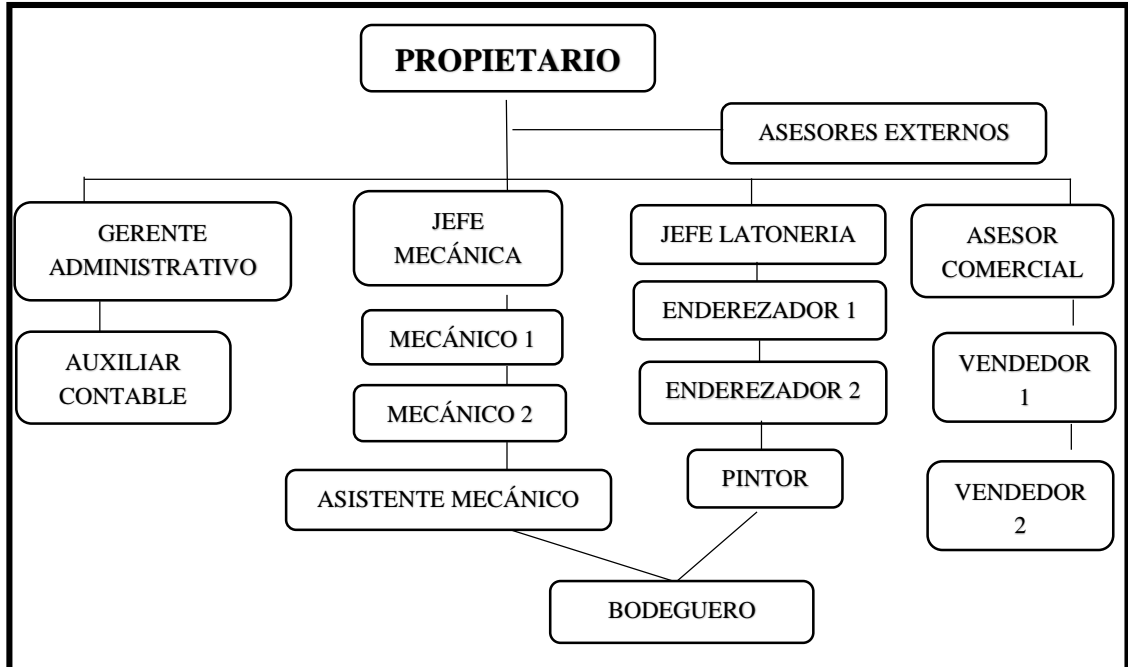 PROPIETARIO
ASESORES EXTERNOS
GERENTE
ADMINISTRATIVO
JEFE
MECÁNICA
JEFE LATONERIA
ASESOR
COMERCIAL
AUXILIAR
CONTABLE
MECÁNICO 1
MECÁNICO 2
ASISTENTE MECÁNICO
ENDEREZADOR 1
ENDEREZADOR 2
PINTOR
VENDEDOR
1
VENDEDOR
2
BODEGUERO